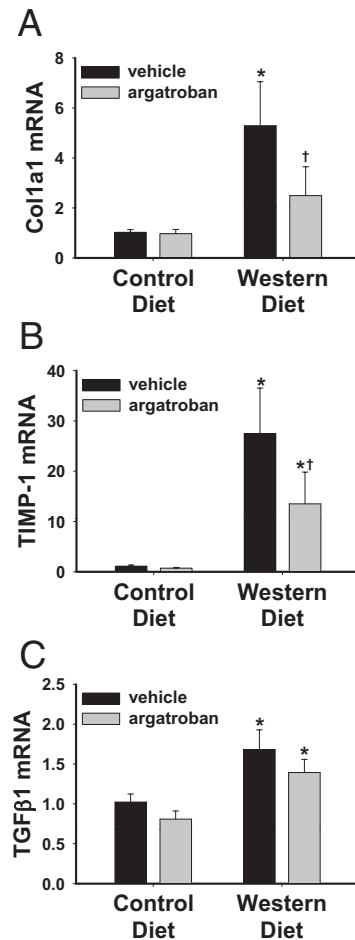 A
8
6
4
2
0
Col1a1 mRNA
vehicle
argatroban
*
†
Control
Diet
Western
Diet
B
40
30
20
10
0
TIMP-1 mRNA
vehicle
argatroban
*
*†
Control
Diet
Western
Diet
C
2.5
2.0
1.5
1.0
0.5
0.0
TGFβ1 mRNA
vehicle
argatroban
*
*
Control
Diet
Western
Diet